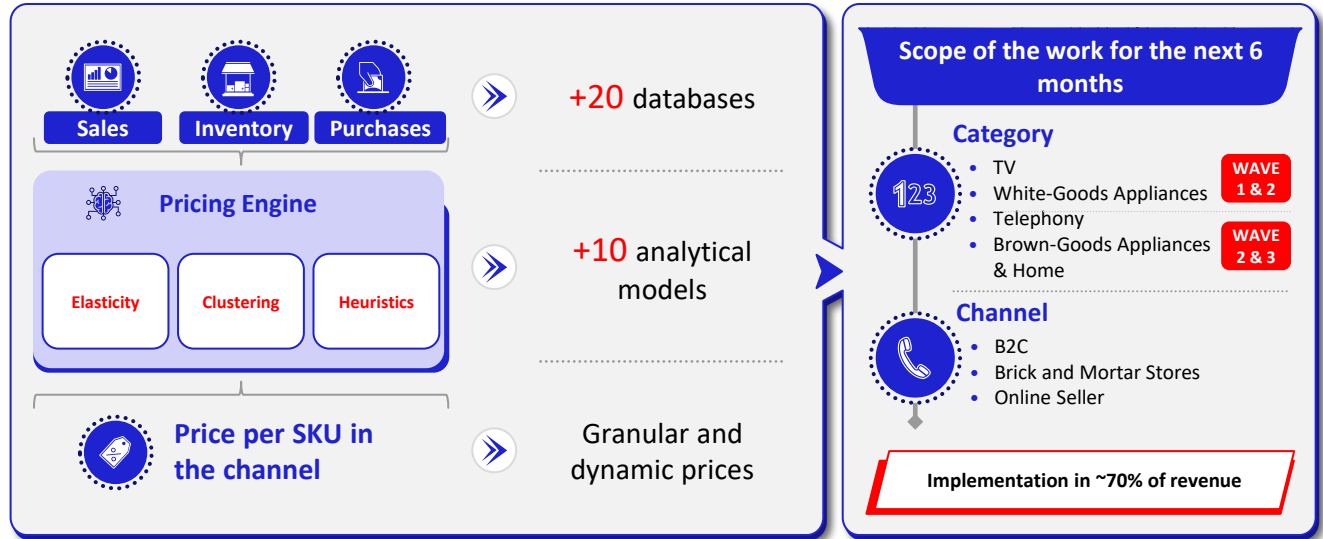 Sales
Inventory
Purchases
+20 databases
Pricing Engine
Elasticity
Clustering
Heuristics
+10 analytical
models
Price per SKU in
the channel
Granular and
dynamic prices
Scope of the work for the next 6
months
123
Category
• TV
• White-Goods Appliances
• Telephony
• Brown-Goods Appliances
& Home
WAVE
1 & 2
WAVE
2 & 3
Channel
• B2C
• Brick and Mortar Stores
• Online Seller
Implementation in ~70% of revenue